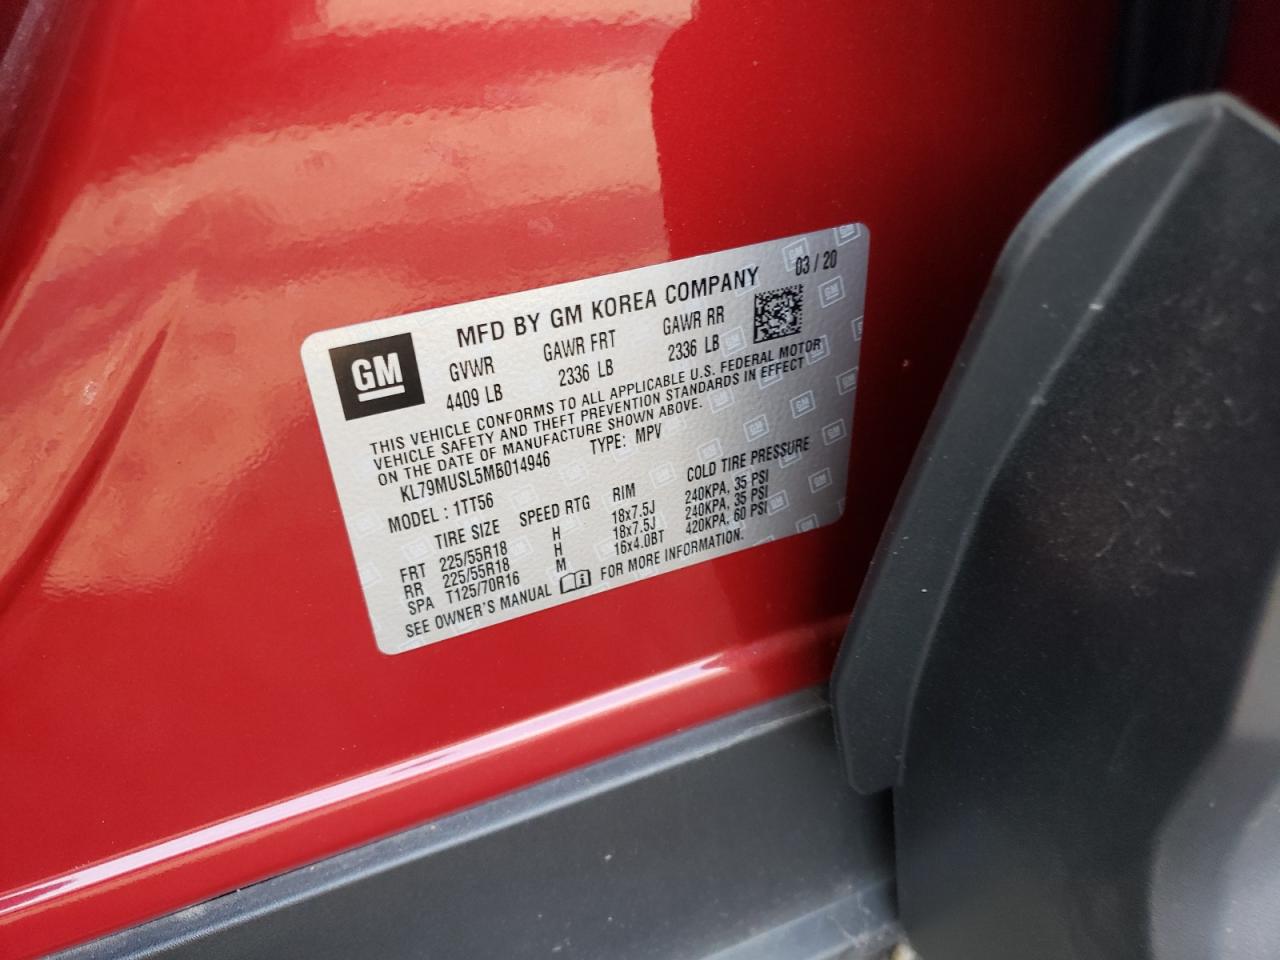 MFD BY GM KOREA COMPANY 03 / 20
GM
GVWR GAWR FRT GAWR RR
4409 LB 2336 LB 2336 LB
THIS VEHICLE CONFORMS TO ALL APPLICABLE U.S. FEDERAL MOTOR
VEHICLE SAFETY AND THEFT PREVENTION STANDARDS IN EFFECT
ON THE DATE OF MANUFACTURE SHOWN ABOVE.
KL79MUSL5MB014946 TYPE: MPV
MODEL : 1TT56
TIRE SIZE SPEED RTG RIM COLD TIRE PRESSURE
FRT 225/55R18 H 18x7.5J 240KPA, 35 PSI
RR 225/55R18 H 18x7.5J 240KPA, 35 PSI
SPA T125/70R16 M 16x4.0BT 420KPA, 60 PSI
SEE OWNER'S MANUAL FOR MORE INFORMATION.